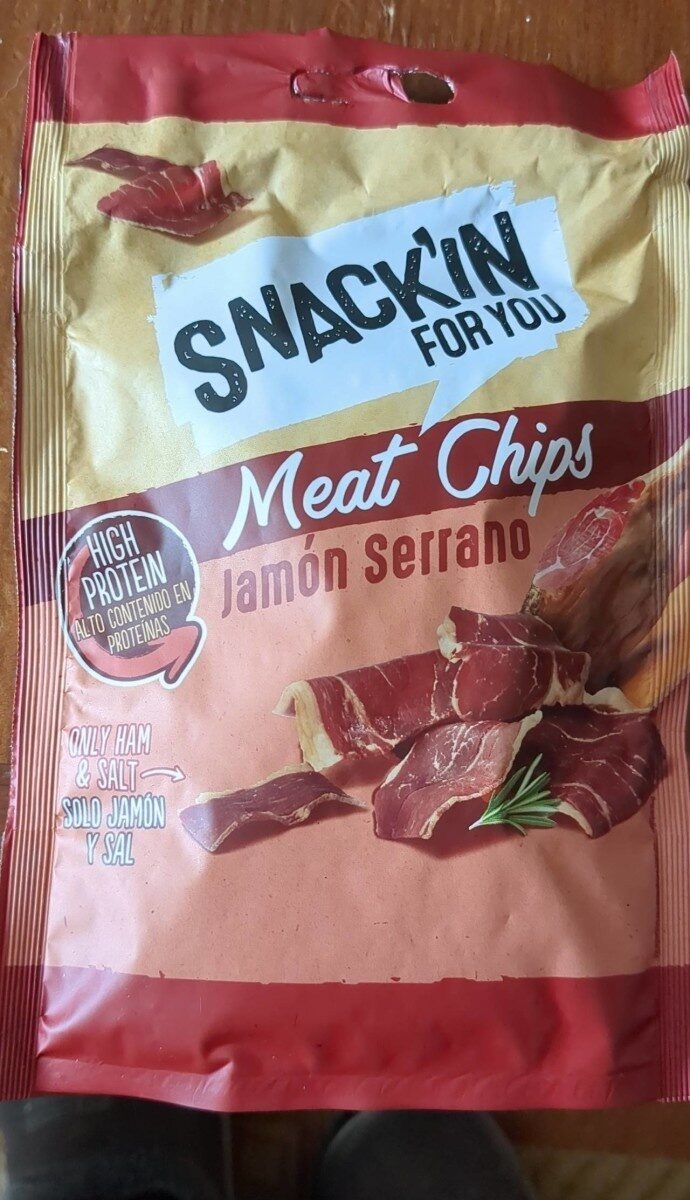 SNACK'IN
FOR YOU
Meat Chips
Jamón Serrano
HIGH
PROTEIN
ALTO CONTENIDO EN
PROTEÍNAS
ONLY HAM
& SALT
SOLO JAMÓN
Y SAL